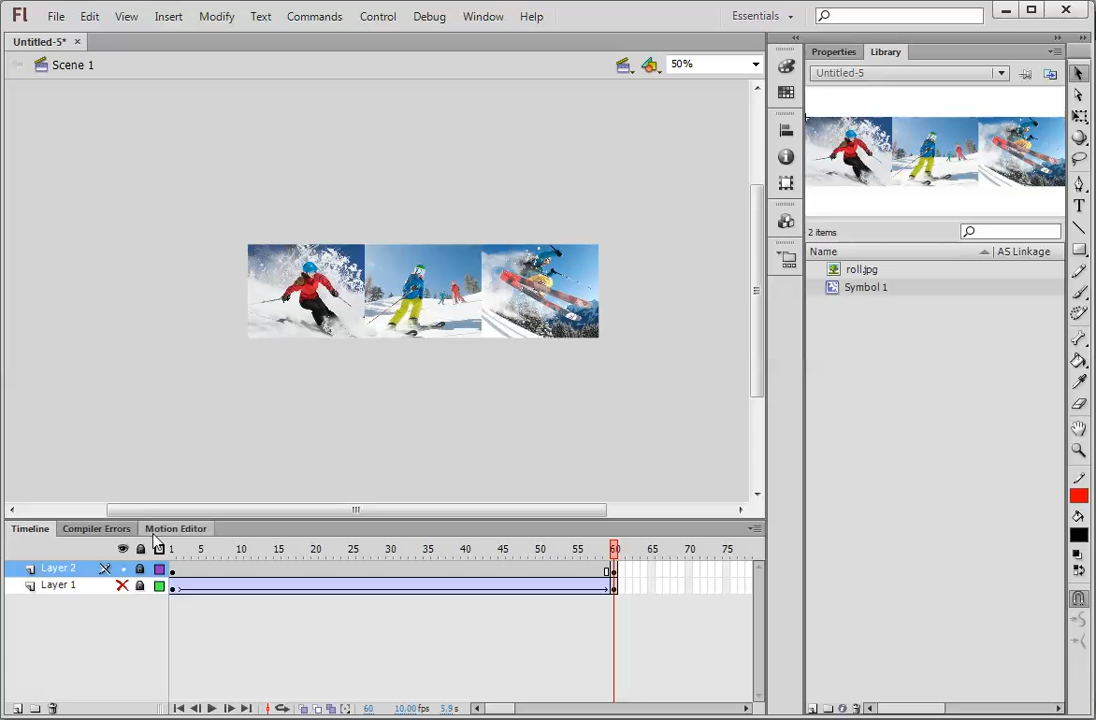 Fl File Edit View Insert Modify Text Commands Control Debug Window Help Essentials
Untitled-5* ×
Properties Library
Scene 1 50%
Untitled-5
2 items
Name AS Linkage
roll.jpg
Symbol 1
Timeline Compiler Errors Motion Editor
1 5 10 15 20 25 30 35 40 45 50 55 60 65 70 75
Layer 2
Layer 1
60 10.00 fps 5.9 s
T